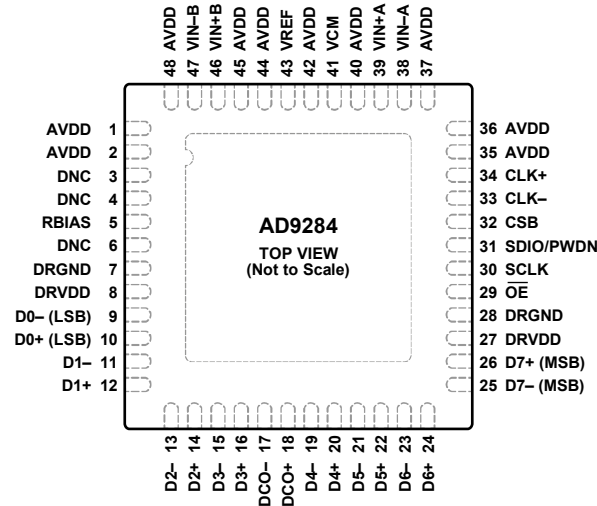 48 AVDD
47 VIN–B
46 VIN+B
45 AVDD
44 AVDD
43 VREF
42 AVDD
41 VCM
40 AVDD
39 VIN+A
38 VIN–A
37 AVDD
AVDD 1
AVDD 2
DNC 3
DNC 4
RBIAS 5
DNC 6
DRGND 7
DRVDD 8
D0– (LSB) 9
D0+ (LSB) 10
D1– 11
D1+ 12
AD9284
TOP VIEW
(Not to Scale)
36 AVDD
35 AVDD
34 CLK+
33 CLK–
32 CSB
31 SDIO/PWDN
30 SCLK
29 O̅E̅
28 DRGND
27 DRVDD
26 D7+ (MSB)
25 D7– (MSB)
D2– 13
D2+ 14
D3– 15
D3+ 16
DCO– 17
DCO+ 18
D4– 19
D4+ 20
D5– 21
D5+ 22
D6– 23
D6+ 24